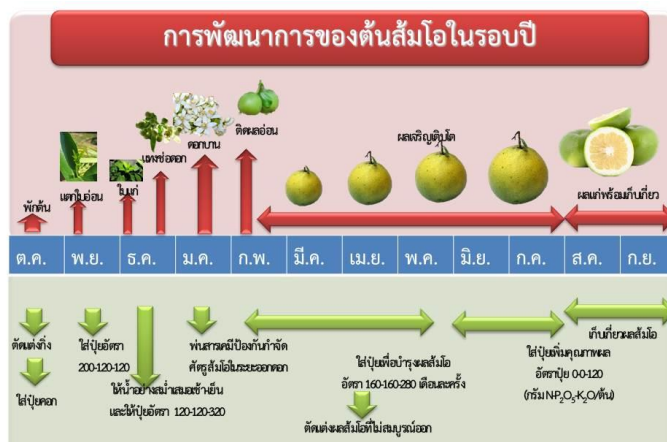 การพัฒนาการของต้นส้มโอในรอบปี
พักต้น
แตกใบอ่อน
ใบแก่
แทงช่อดอก
ดอกบาน
ติดผลอ่อน
ผลเจริญเติบโต
ผลแก่พร้อมเก็บเกี่ยว
ต.ค. พ.ย. ธ.ค. ม.ค. ก.พ. มี.ค. เม.ย. พ.ค. มิ.ย. ก.ค. ส.ค. ก.ย.
ตัดแต่งกิ่ง
ใส่ปุ๋ยคอก
ใส่ปุ๋ยอัตรา
200-120-120
ให้น้ำอย่างสม่ำเสมอเช้า-เย็น
และให้ปุ๋ยอัตรา 120-120-320
พ่นสารเคมีป้องกันกำจัด
ศัตรูส้มโอในระยะออกดอก
ใส่ปุ๋ยเพื่อบำรุงผลส้มโอ
อัตรา 160-160-280 เดือนละครั้ง
ตัดแต่งผลส้มโอที่ไม่สมบูรณ์ออก
ใส่ปุ๋ยเพิ่มคุณภาพผล
อัตราปุ๋ย 0-0-120
(กรัม N-P₂O₅-K₂O/ต้น)
เก็บเกี่ยวผลส้มโอ